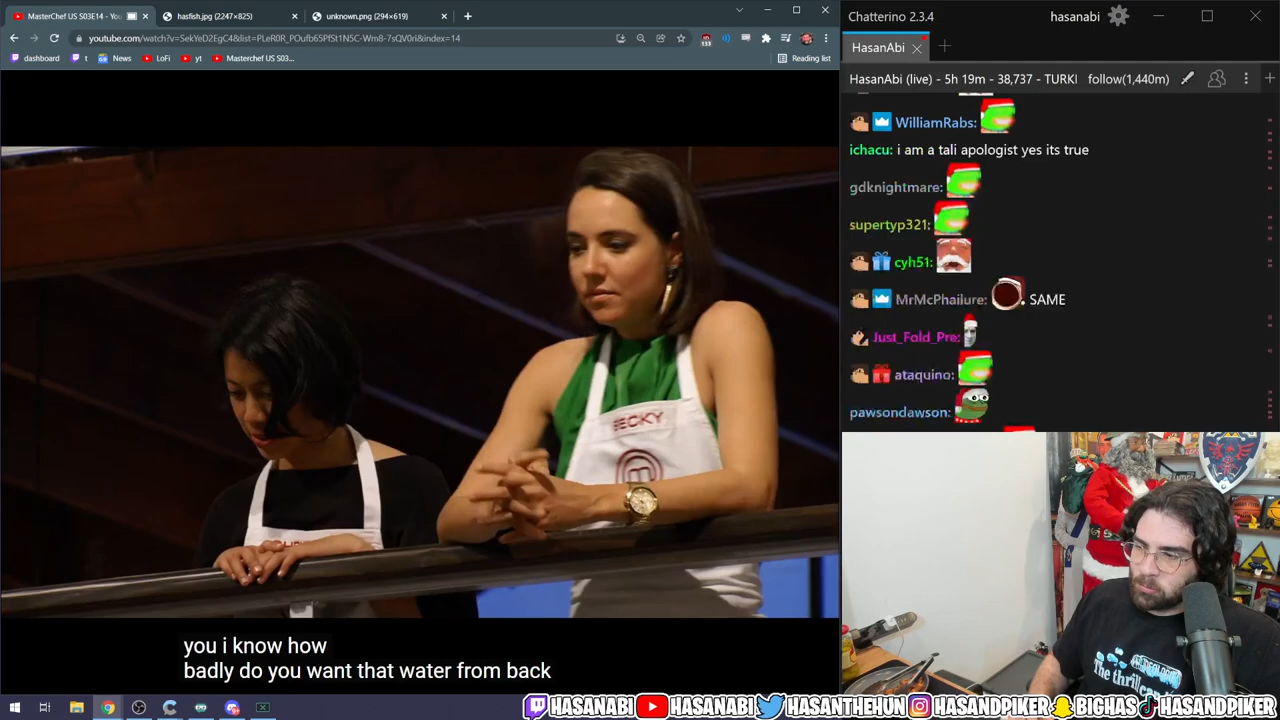 MasterChef US S03E14 - You
hasfish.jpg (2247×825)
unknown.png (294×619)
Chatterino 2.3.4
hasanabi
youtube.com/watch?v=SekYeD2EgC4&list=PLeR0R_POufb65PfSt1N5C-Wm8-7sQV0ri&index=14
133
HasanAbi
dashboard
t
News
LoFi
yt
Masterchef US S03...
Reading list
HasanAbi (live) - 5h 19m - 38,737 - TURKI
follow(1,440m)
WilliamRabs:
ichacu: i am a tali apologist yes its true
gdknightmare:
supertyp321:
cyh51:
MrMcPhailure: SAME
Just_Fold_Pre:
ataquino:
pawsondawson:
BECKY
you i know how
badly do you want that water from back
The thrill
HASANABI
HASANABI
HASANTHEHUN
HASANDPIKER
BIGHAS
HASANDPIKER